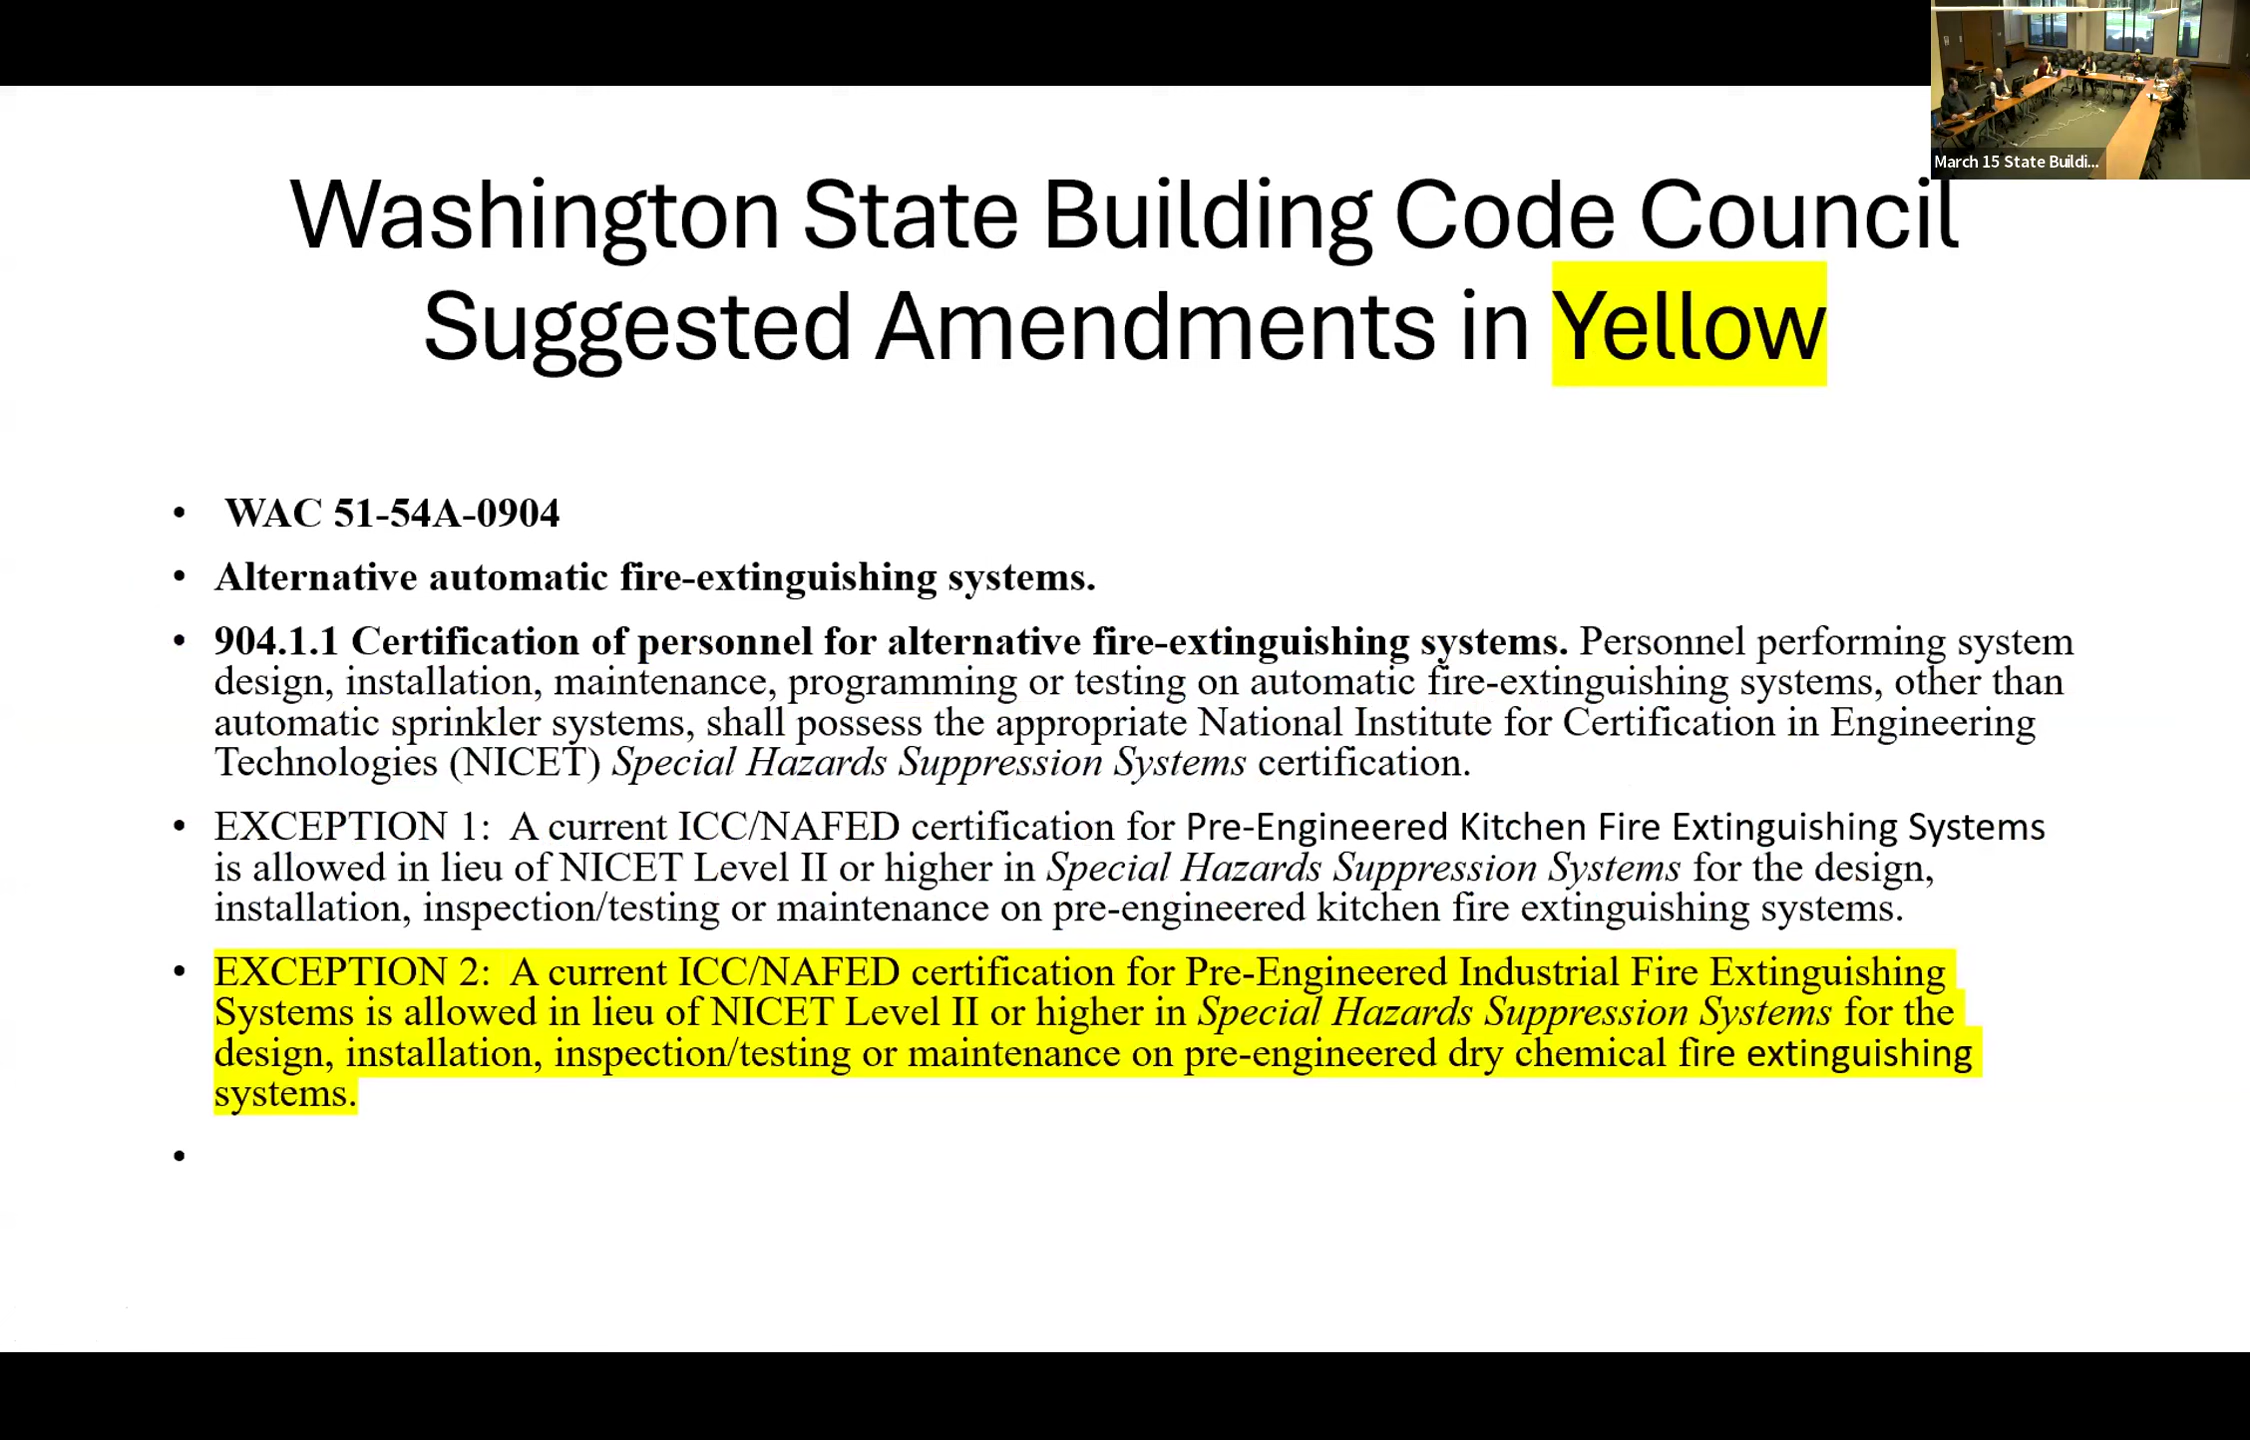 March 15 State Buildi...
Washington State Building Code Council
Suggested Amendments in Yellow
• WAC 51-54A-0904
• Alternative automatic fire-extinguishing systems.
• 904.1.1 Certification of personnel for alternative fire-extinguishing systems. Personnel performing system
design, installation, maintenance, programming or testing on automatic fire-extinguishing systems, other than
automatic sprinkler systems, shall possess the appropriate National Institute for Certification in Engineering
Technologies (NICET) Special Hazards Suppression Systems certification.
• EXCEPTION 1: A current ICC/NAFED certification for Pre-Engineered Kitchen Fire Extinguishing Systems
is allowed in lieu of NICET Level II or higher in Special Hazards Suppression Systems for the design,
installation, inspection/testing or maintenance on pre-engineered kitchen fire extinguishing systems.
• EXCEPTION 2: A current ICC/NAFED certification for Pre-Engineered Industrial Fire Extinguishing
Systems is allowed in lieu of NICET Level II or higher in Special Hazards Suppression Systems for the
design, installation, inspection/testing or maintenance on pre-engineered dry chemical fire extinguishing
systems.
•